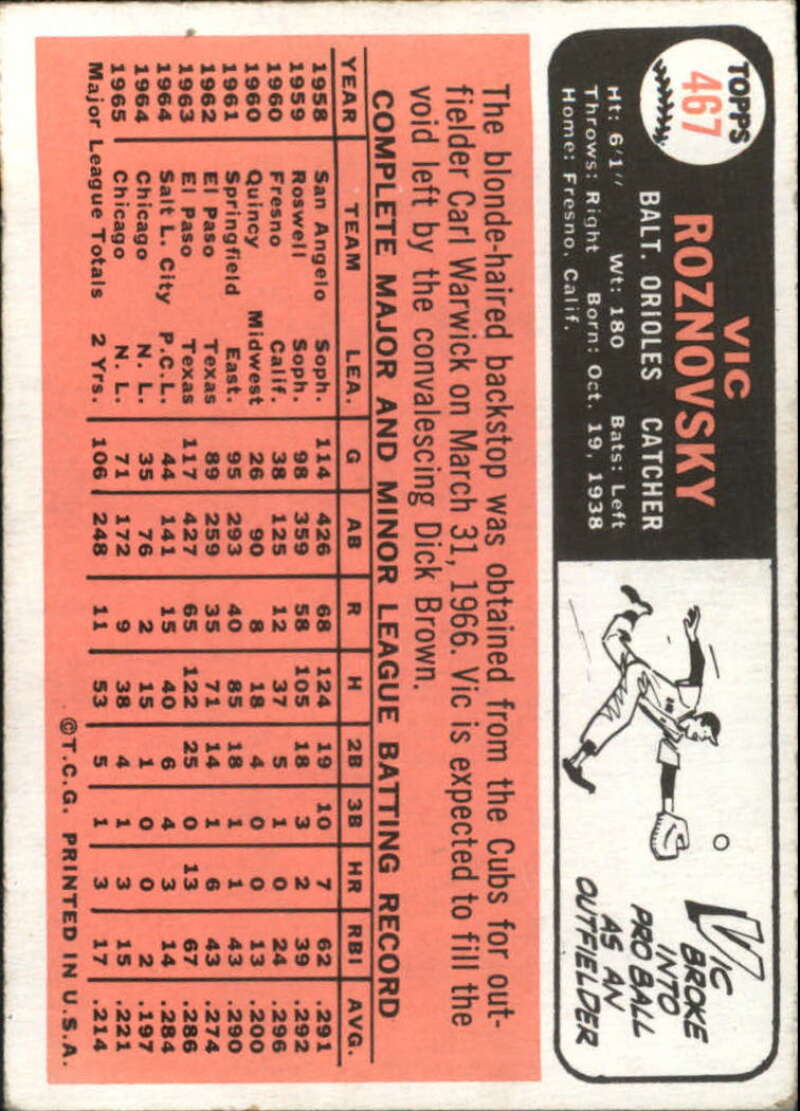 TOPPS
467
VIC
ROZNOVSKY
BALT. ORIOLES CATCHER
Ht: 6'1" Wt: 180 Bats: Left
Throws: Right Born: Oct. 19, 1938
Home: Fresno, Calif.
VIC
BROKE
INTO
PRO BALL
AS AN
OUTFIELDER
The blonde-haired backstop was obtained from the Cubs for out-
fielder Carl Warwick on March 31, 1966. Vic is expected to fill the
void left by the convalescing Dick Brown.
COMPLETE MAJOR AND MINOR LEAGUE BATTING RECORD
YEAR TEAM LEA. G AB R H 2B 3B HR RBI AVG.
1958 San Angelo Soph. 114 426 68 124 19 10 7 62 .291
1959 Roswell Soph. 98 359 58 105 18 3 2 39 .292
1960 Fresno Calif. 38 125 12 37 5 1 0 24 .296
1960 Quincy Midwest 26 90 8 18 4 0 0 13 .200
1961 Springfield East. 95 293 40 85 18 1 1 43 .290
1962 El Paso Texas 89 259 35 71 14 1 6 43 .274
1963 El Paso Texas 117 427 65 122 25 0 13 67 .286
1964 Salt L. City P.C.L. 44 141 15 40 6 4 3 14 .284
1964 Chicago N. L. 35 76 2 15 1 0 0 2 .197
1965 Chicago N. L. 71 172 9 38 4 1 3 15 .221
Major League Totals 2 Yrs. 106 248 11 53 5 1 3 17 .214
©T.C.G. PRINTED IN U.S.A.